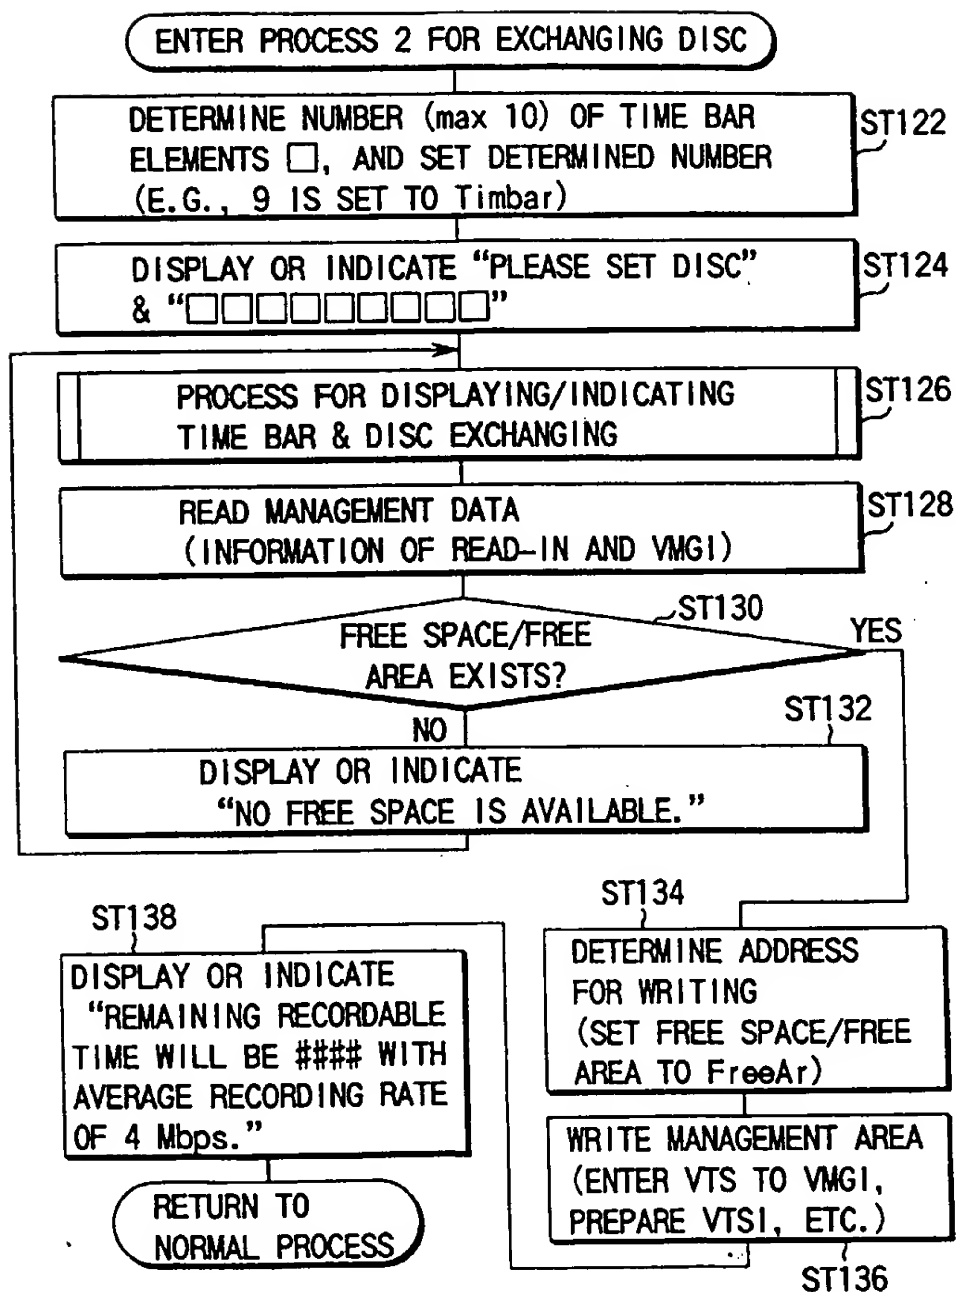 ENTER PROCESS 2 FOR EXCHANGING DISC
DETERMINE NUMBER (max 10) OF TIME BAR
ELEMENTS □, AND SET DETERMINED NUMBER
(E.G., 9 IS SET TO Timbar)
ST122
DISPLAY OR INDICATE “PLEASE SET DISC”
& “□□□□□□□□□”
ST124
PROCESS FOR DISPLAYING/INDICATING
TIME BAR & DISC EXCHANGING
ST126
READ MANAGEMENT DATA
(INFORMATION OF READ-IN AND VMGI)
ST128
ST130
FREE SPACE/FREE
AREA EXISTS?
YES
NO
ST132
DISPLAY OR INDICATE
“NO FREE SPACE IS AVAILABLE.”
ST134
DETERMINE ADDRESS
FOR WRITING
(SET FREE SPACE/FREE
AREA TO FreeAr)
WRITE MANAGEMENT AREA
(ENTER VTS TO VMGI,
PREPARE VTSI, ETC.)
ST136
ST138
DISPLAY OR INDICATE
“REMAINING RECORDABLE
TIME WILL BE #### WITH
AVERAGE RECORDING RATE
OF 4 Mbps.”
RETURN TO
NORMAL PROCESS